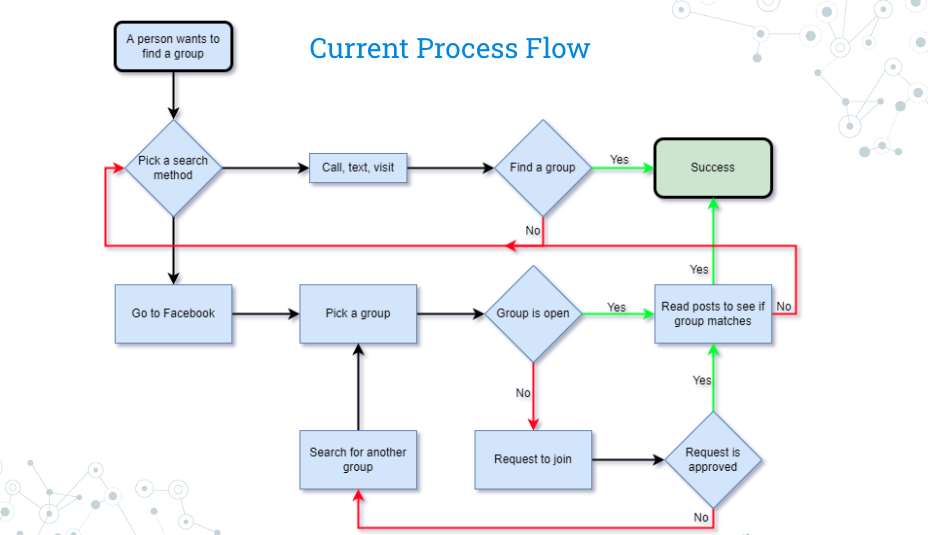 Current Process Flow
A person wants to
find a group
Pick a search
method
Call, text, visit
Find a group
Yes
Success
No
Yes
Go to Facebook
Pick a group
Group is open
Yes
Read posts to see if
group matches
No
No
Yes
Search for another
group
Request to join
Request is
approved
No